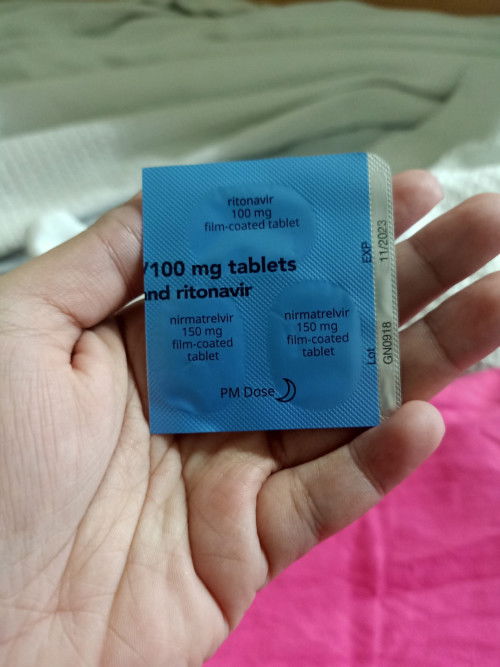 ritonavir
100 mg
film-coated tablet
/100 mg tablets
nd ritonavir
nirmatrelvir
150 mg
film-coated
tablet
nirmatrelvir
150 mg
film-coated
tablet
PM Dose
EXP 11/2023
Lot GN0918